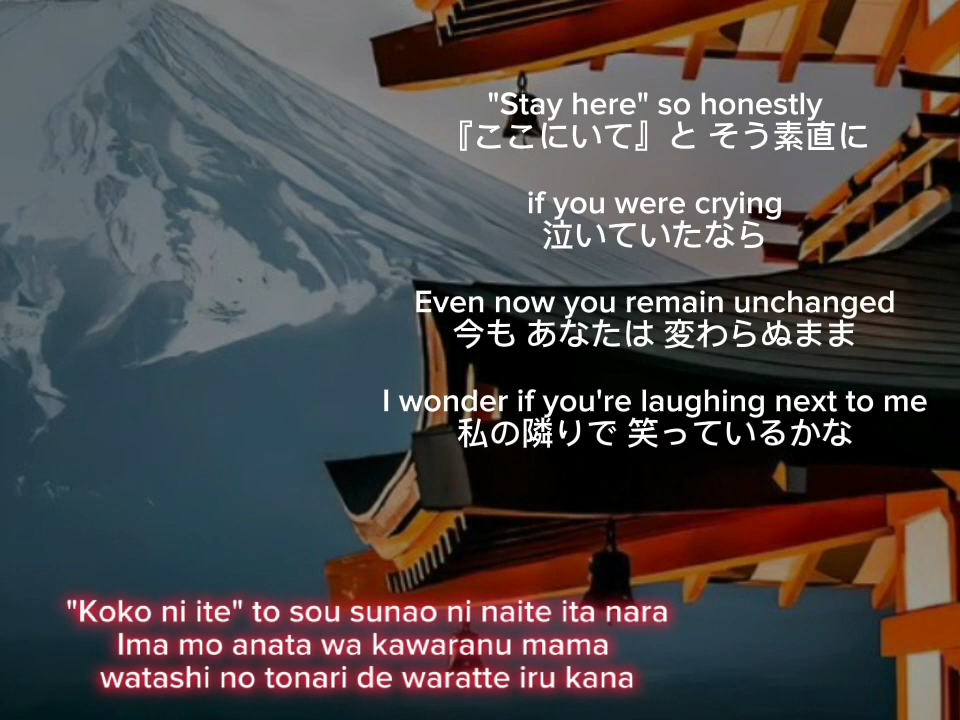 "Stay here" so honestly
『ここにいて』と そう素直に
if you were crying
泣いていたなら
Even now you remain unchanged
今も あなたは 変わらぬまま
I wonder if you're laughing next to me
私の隣りで 笑っているかな
"Koko ni ite" to sou sunao ni naite ita nara
Ima mo anata wa kawaranu mama
watashi no tonari de waratte iru kana